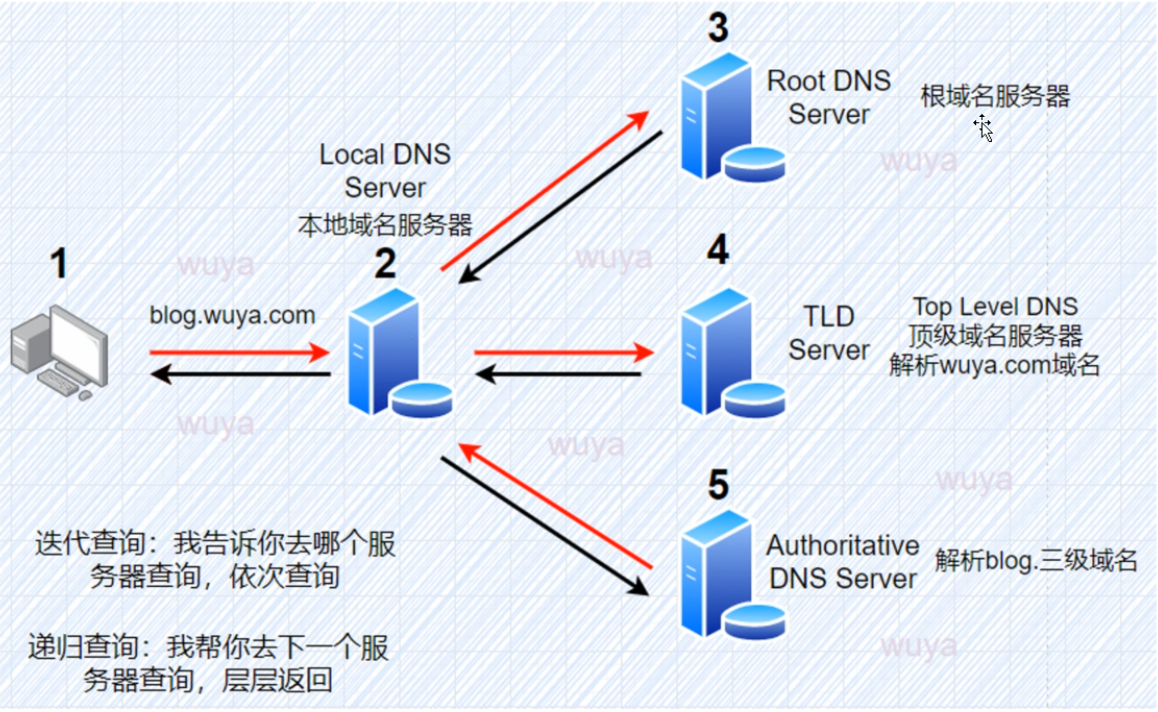 3
Root DNS
Server
根域名服务器
wuya
Local DNS
Server
本地域名服务器
1
wuya
2
wuya
4
blog.wuya.com
TLD
Server
Top Level DNS
顶级域名服务器
解析wuya.com域名
wuya
wuya
wuya
5
Authoritative
DNS Server
解析blog.三级域名
迭代查询：我告诉你去哪个服
务器查询，依次查询
递归查询：我帮你去下一个服
务器查询，层层返回
wuya